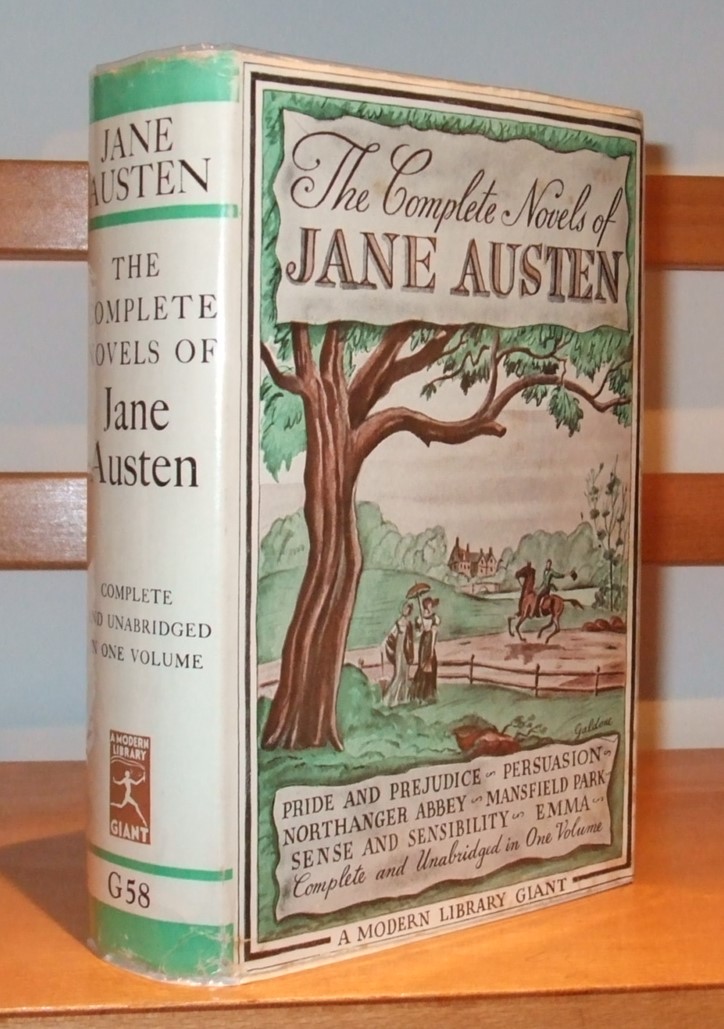 JANE
AUSTEN
THE
COMPLETE
NOVELS OF
Jane
Austen
COMPLETE
AND UNABRIDGED
IN ONE VOLUME
A MODERN
LIBRARY
GIANT
G58
The Complete Novels of
JANE AUSTEN
Galdone
PRIDE AND PREJUDICE ~ PERSUASION ~
NORTHANGER ABBEY ~ MANSFIELD PARK ~
SENSE AND SENSIBILITY ~ EMMA ~
Complete and Unabridged in One Volume
A MODERN LIBRARY GIANT